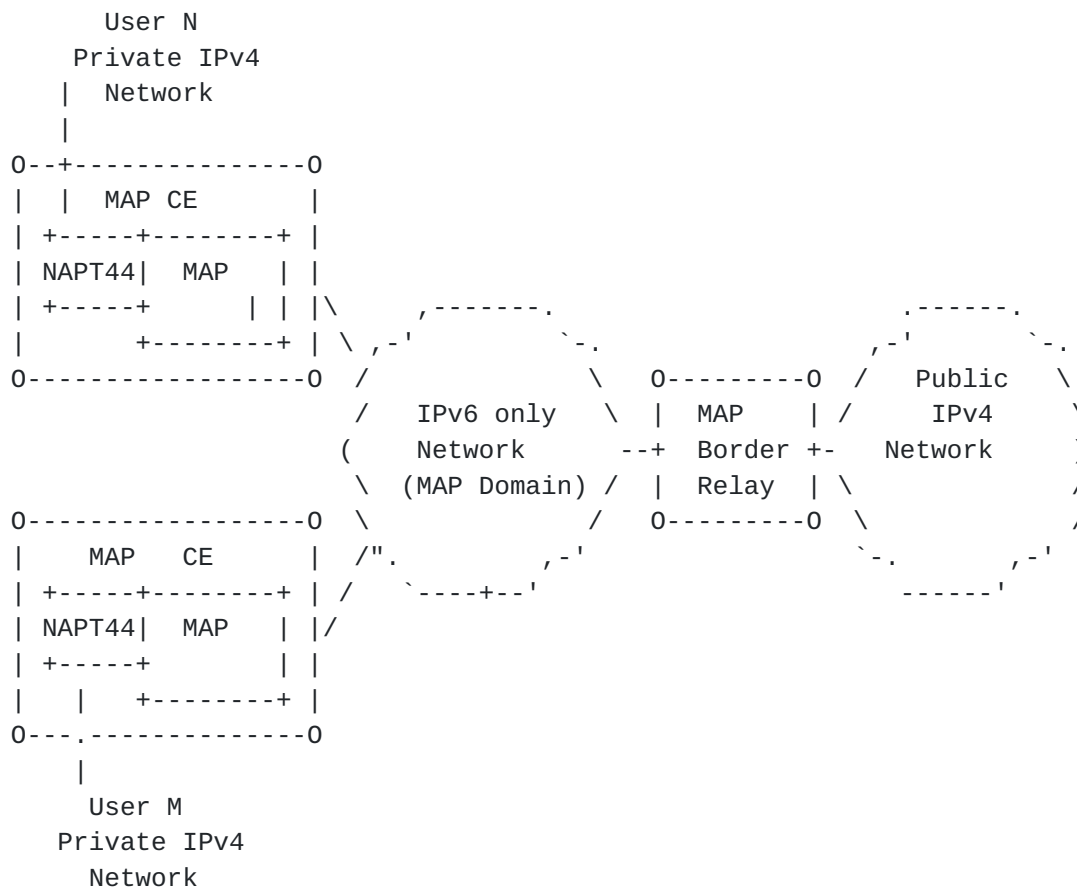 User N
Private IPv4
|  Network
|
O--+---------------O
|  |  MAP CE       |
| +-----+--------+ |
| NAPT44|  MAP   | |
| +-----+      | | |\     ,-------.                      .------.
|       +--------+ | \ ,-'         `-.                 ,-'       `-.
O------------------O  /              \   O---------O  /   Public   \
/   IPv6 only   \  |  MAP    | /     IPv4     \
(    Network      --+  Border +-   Network     )
\  (MAP Domain) /  |  Relay  | \              /
O------------------O  \              /   O---------O  \             /
|    MAP   CE      |  /".         ,-'                 `-.       ,-'
| +-----+--------+ | /   `----+--'                       ------'
| NAPT44|  MAP   | |/
| +-----+        | |
|   |   +--------+ |
O---.--------------O
|
User M
Private IPv4
Network